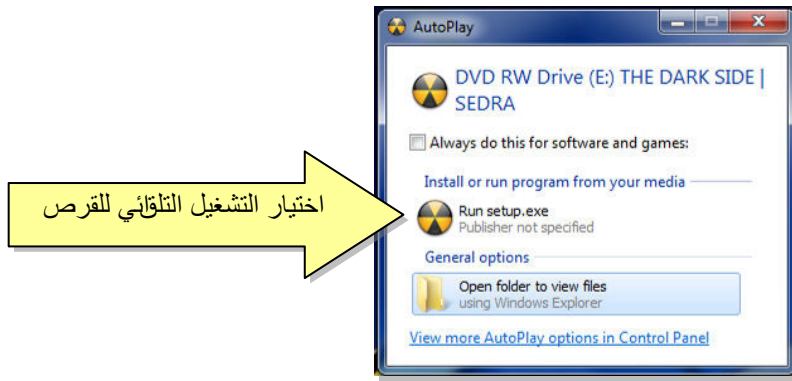 AutoPlay
DVD RW Drive (E:) THE DARK SIDE |
SEDRA
Always do this for software and games:
Install or run program from your media
Run setup.exe
Publisher not specified
اختيار التشغيل التلقائي للقرص
General options
Open folder to view files
using Windows Explorer
View more AutoPlay options in Control Panel